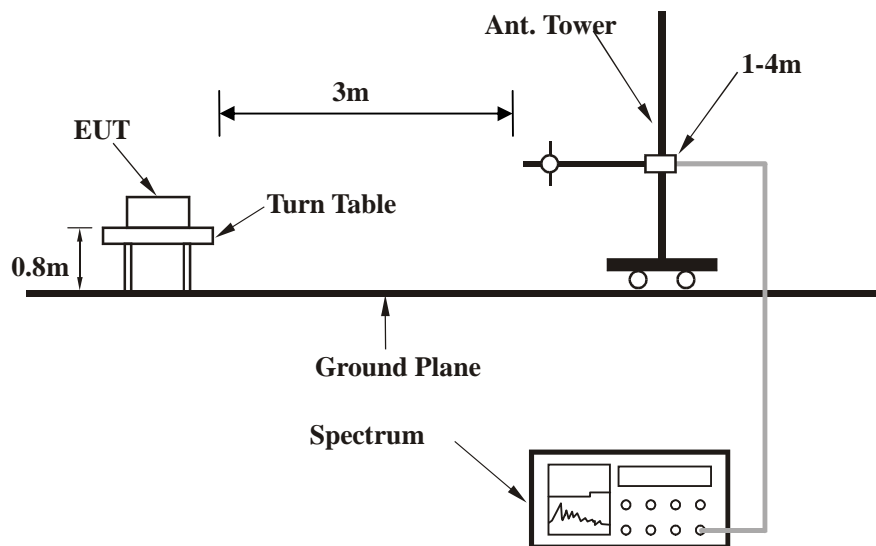 Ant. Tower
1-4m
3m
EUT
Turn Table
0.8m
Ground Plane
Spectrum